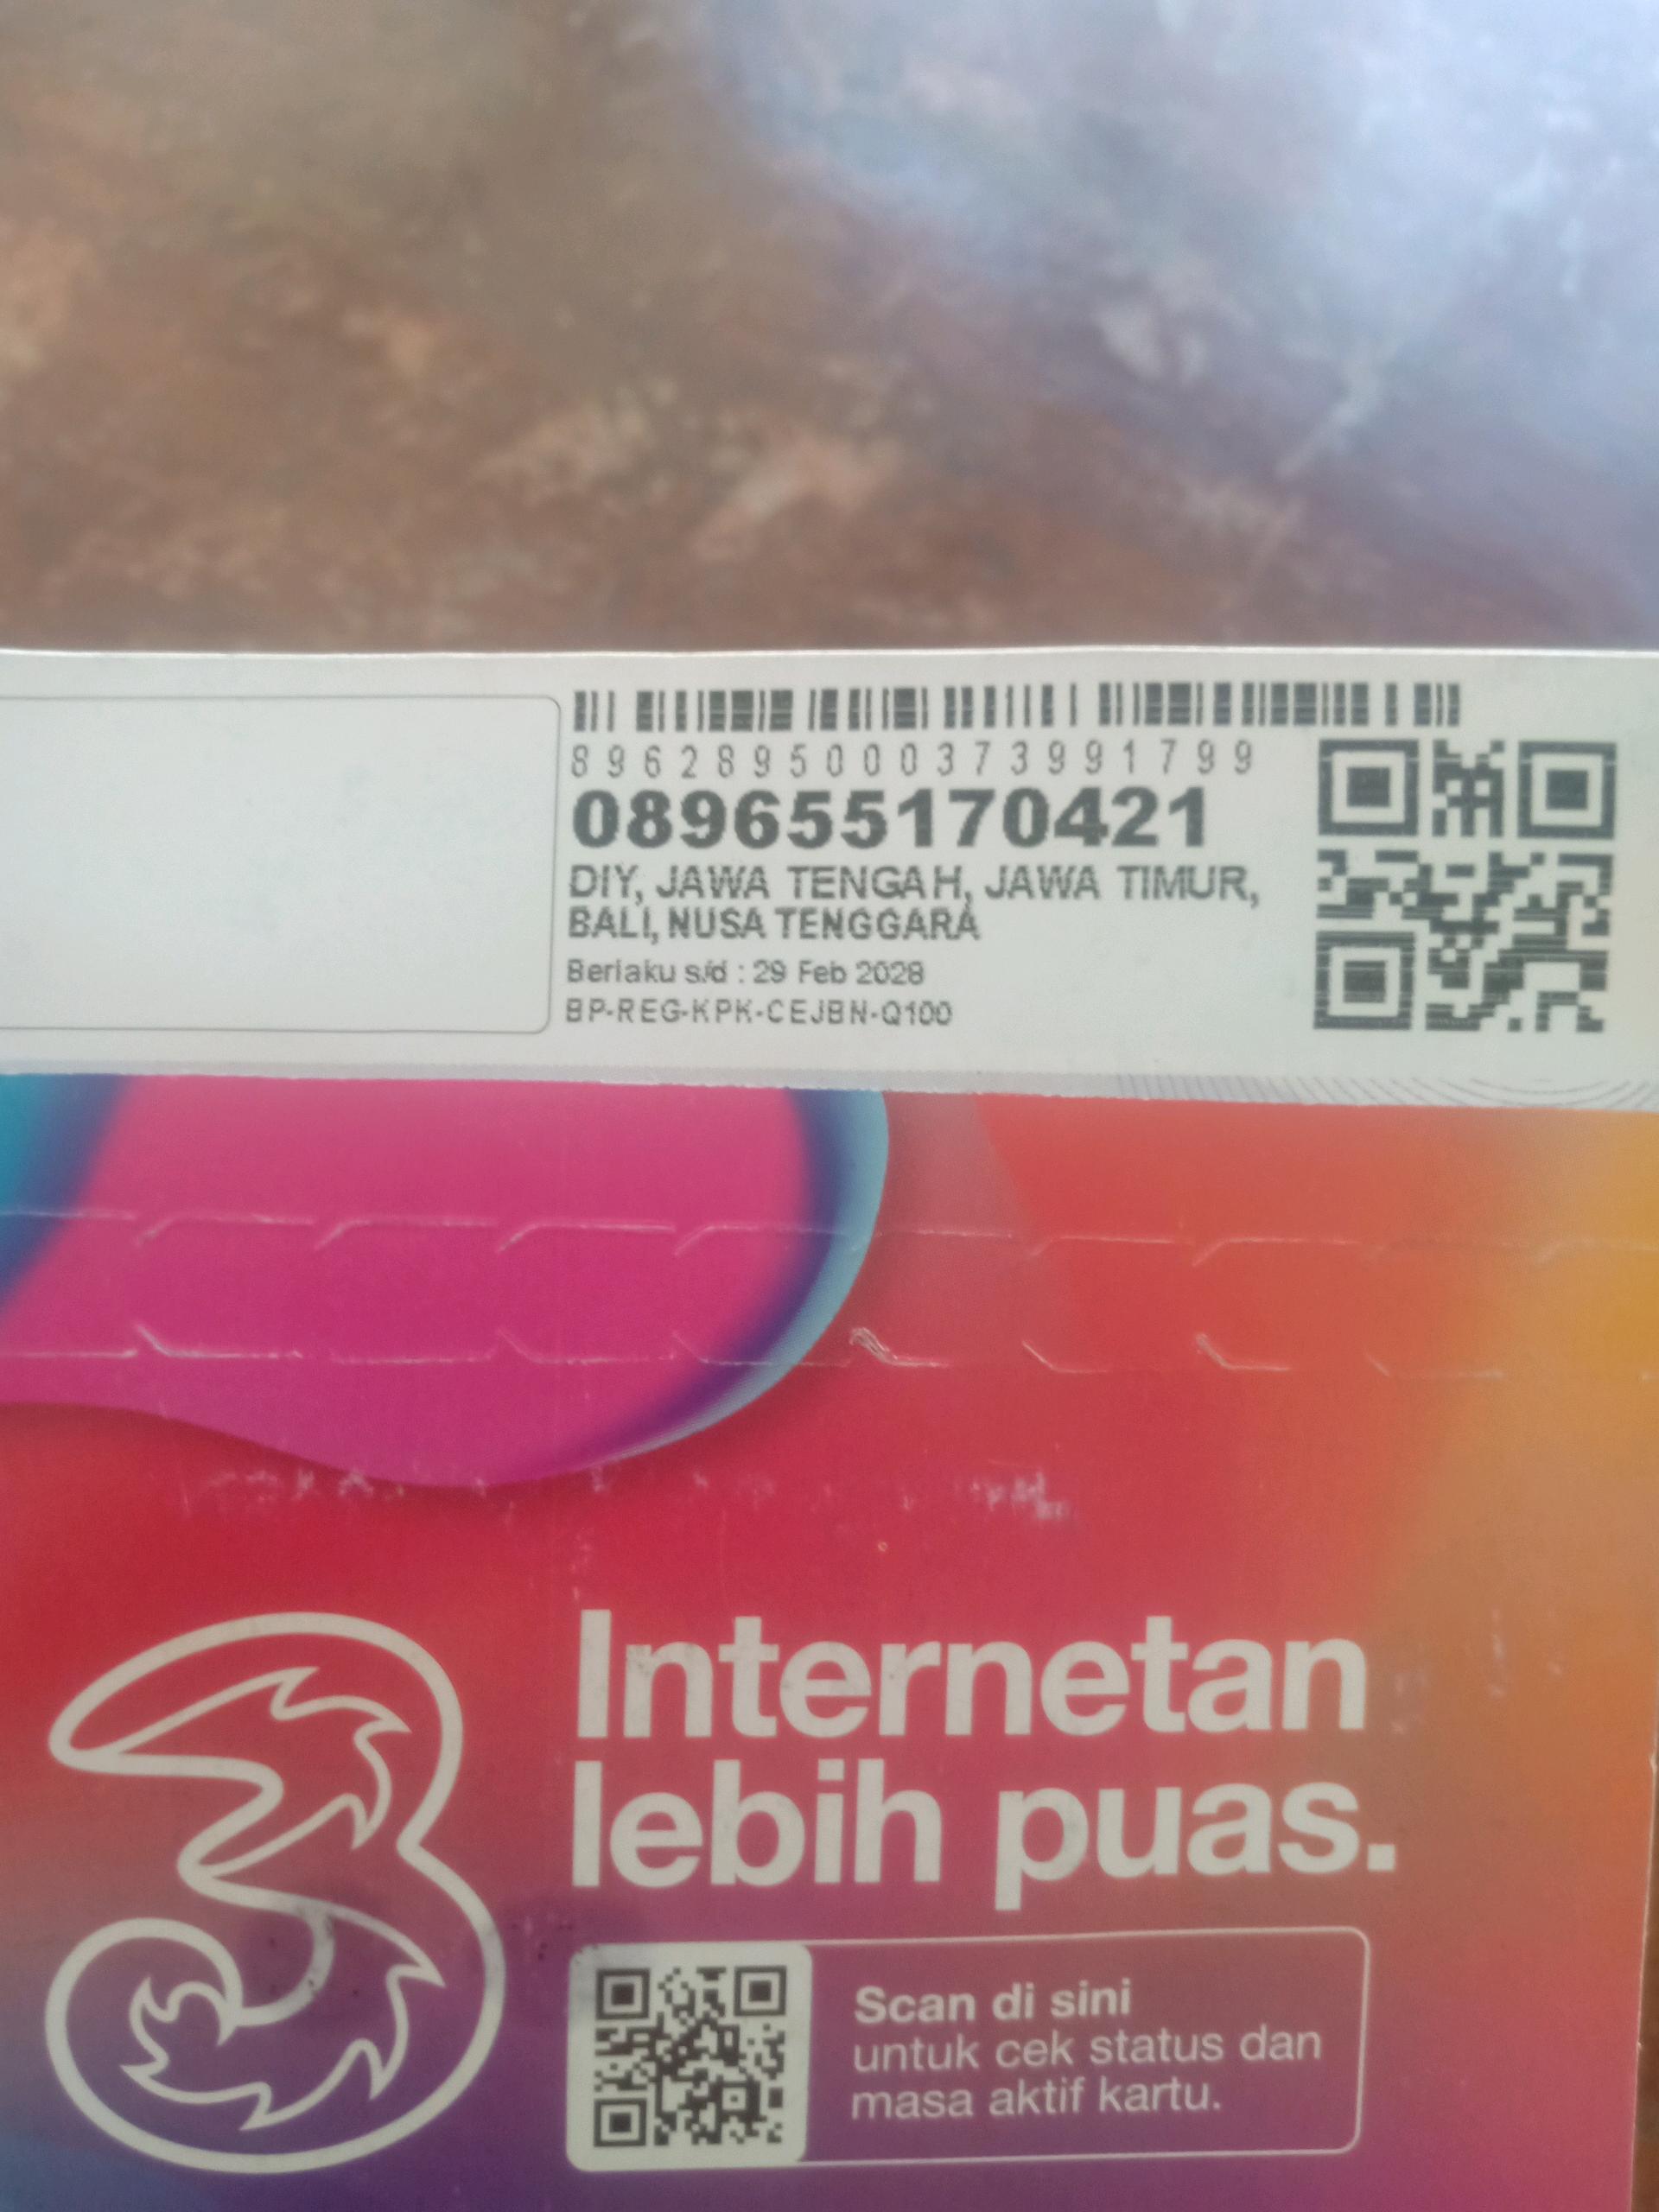 8962895000373991799
089655170421
DIY, JAWA TENGAH, JAWA TIMUR,
BALI, NUSA TENGGARA
Berlaku s/d : 29 Feb 2028
BP-REG-KPK-CEJBN-Q100
3
Internetan
lebih puas.
Scan di sini
untuk cek status dan
masa aktif kartu.